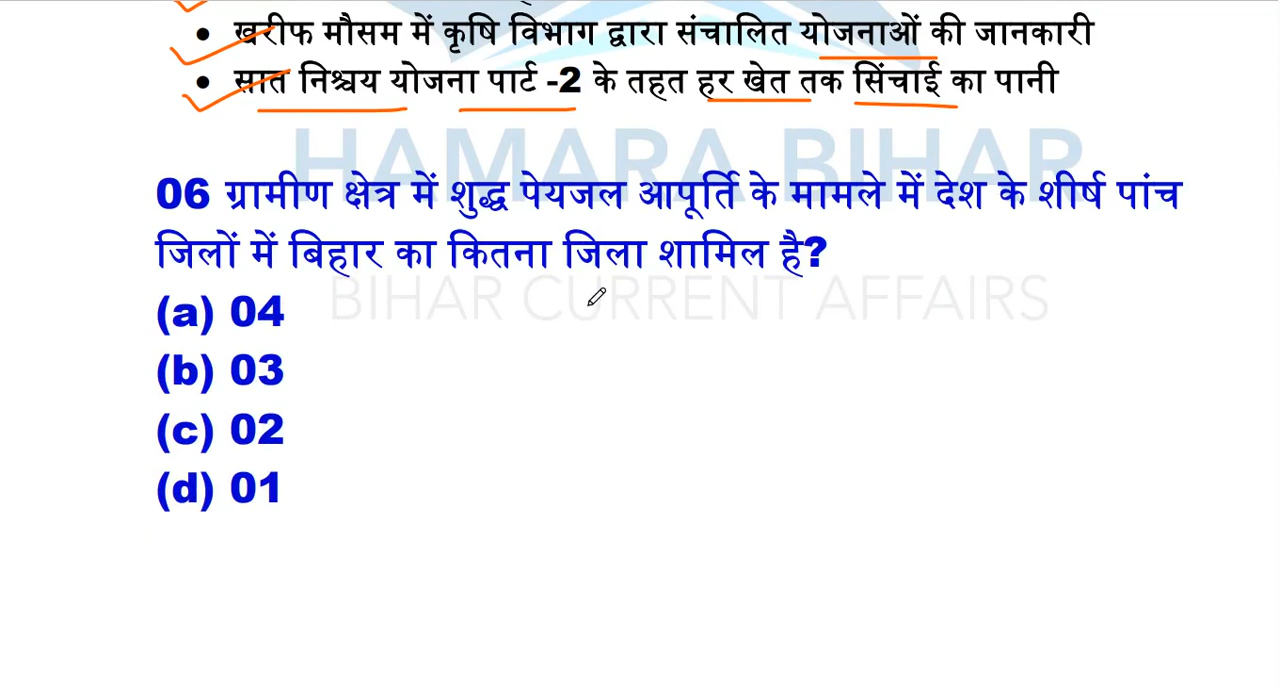 • खरीफ मौसम में कृषि विभाग द्वारा संचालित योजनाओं की जानकारी
• सात निश्चय योजना पार्ट -2 के तहत हर खेत तक सिंचाई का पानी
HAMARA BIHAR
06 ग्रामीण क्षेत्र में शुद्ध पेयजल आपूर्ति के मामले में देश के शीर्ष पांच
जिलों में बिहार का कितना जिला शामिल है?
BIHAR CURRENT AFFAIRS
(a) 04
(b) 03
(c) 02
(d) 01